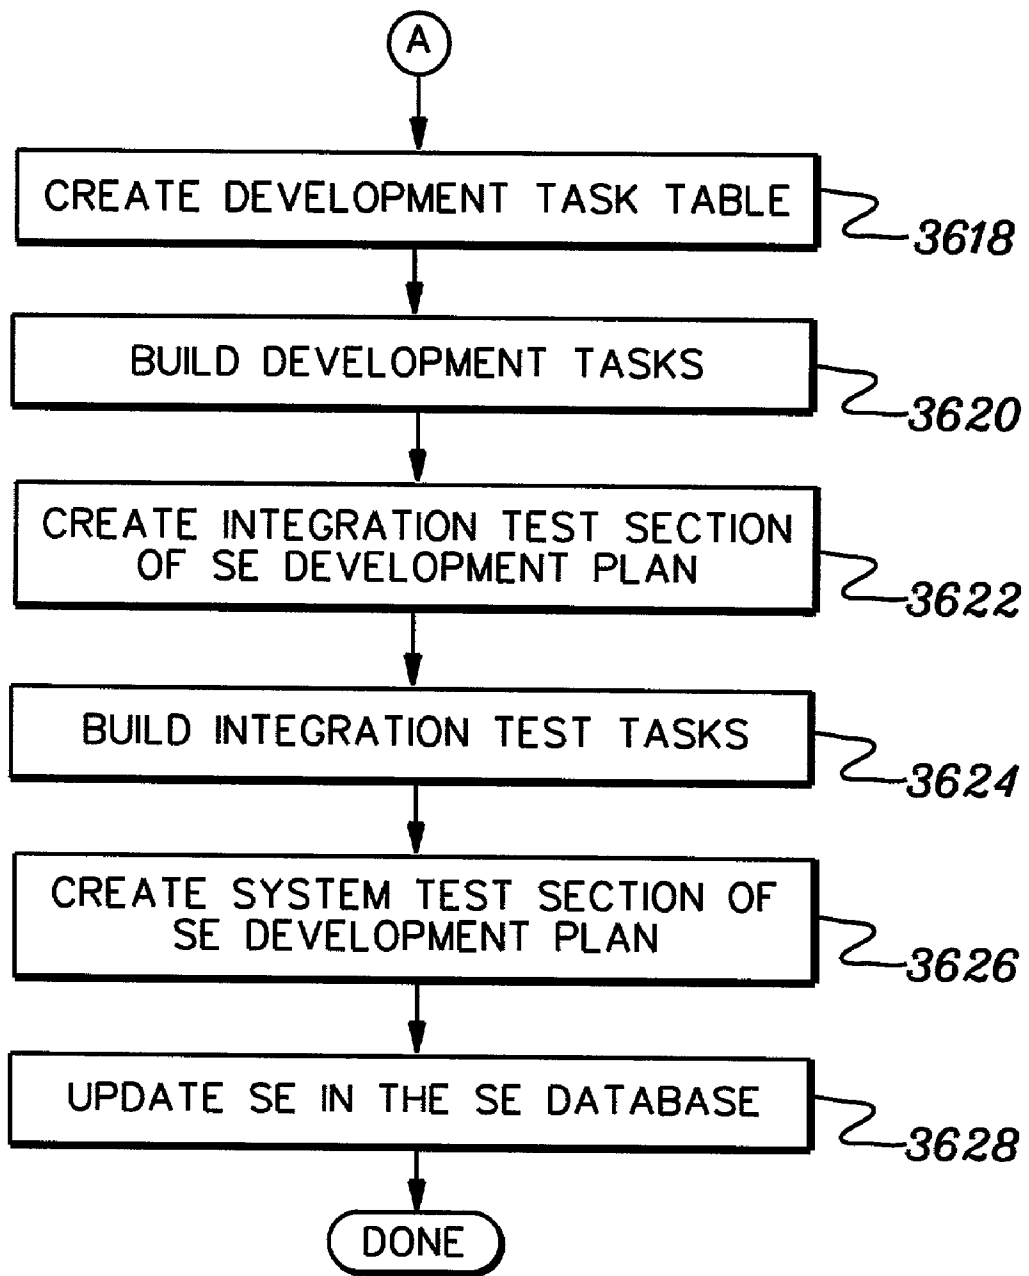 A
CREATE DEVELOPMENT TASK TABLE
3618
BUILD DEVELOPMENT TASKS
3620
CREATE INTEGRATION TEST SECTION
OF SE DEVELOPMENT PLAN
3622
BUILD INTEGRATION TEST TASKS
3624
CREATE SYSTEM TEST SECTION OF
SE DEVELOPMENT PLAN
3626
UPDATE SE IN THE SE DATABASE
3628
DONE